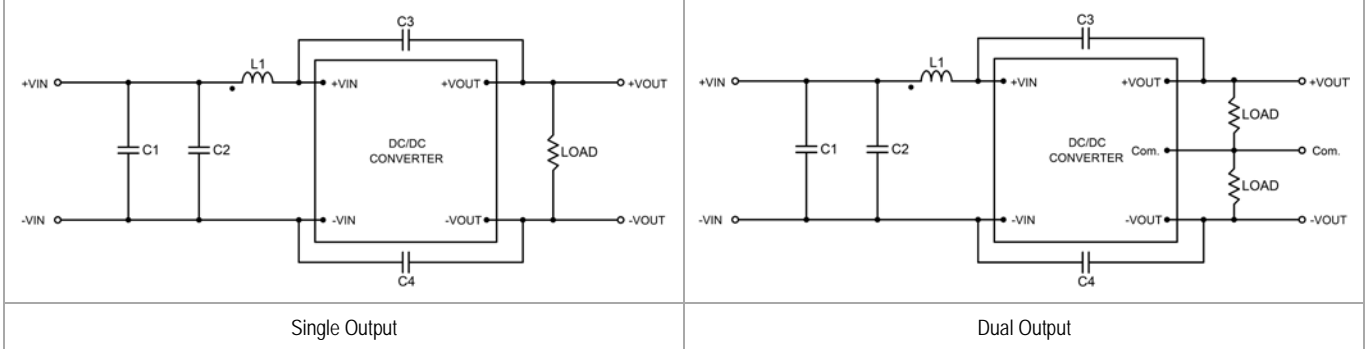 C3
+VIN
L1
+VIN
+VOUT
+VOUT
C1
C2
DC/DC
CONVERTER
LOAD
-VIN
-VIN
-VOUT
-VOUT
C4
Single Output
C3
+VIN
L1
+VIN
+VOUT
+VOUT
LOAD
C1
C2
DC/DC
CONVERTER
Com.
Com.
LOAD
-VIN
-VIN
-VOUT
-VOUT
C4
Dual Output